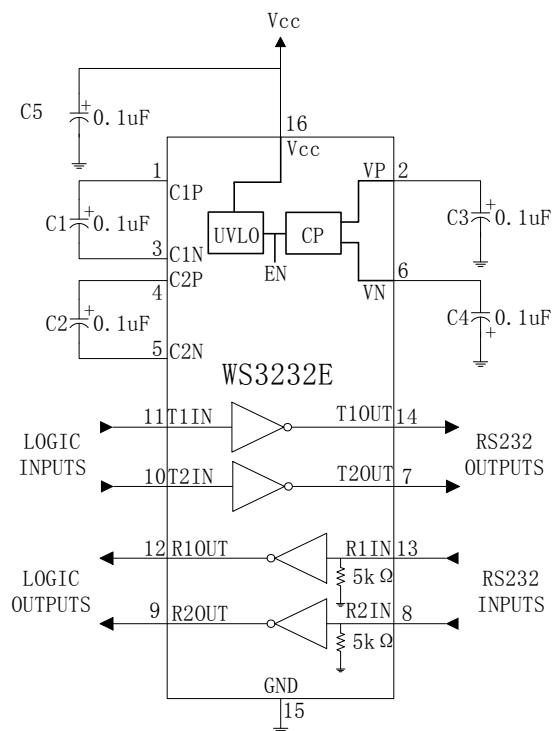 Vcc
C5
+
0.1uF
16
Vcc
1
C1P
C1
+
0.1uF
3
C1N
C2P
4
C2
+
0.1uF
5
C2N
UVLO
CP
EN
VP
2
C3
+
0.1uF
6
VN
C4
0.1uF
+
WS3232E
LOGIC
INPUTS
11
T1IN
T1OUT
14
10
T2IN
T2OUT
7
RS232
OUTPUTS
LOGIC
OUTPUTS
12
R1OUT
R1IN
13
5kΩ
9
R2OUT
R2IN
8
5kΩ
RS232
INPUTS
GND
15